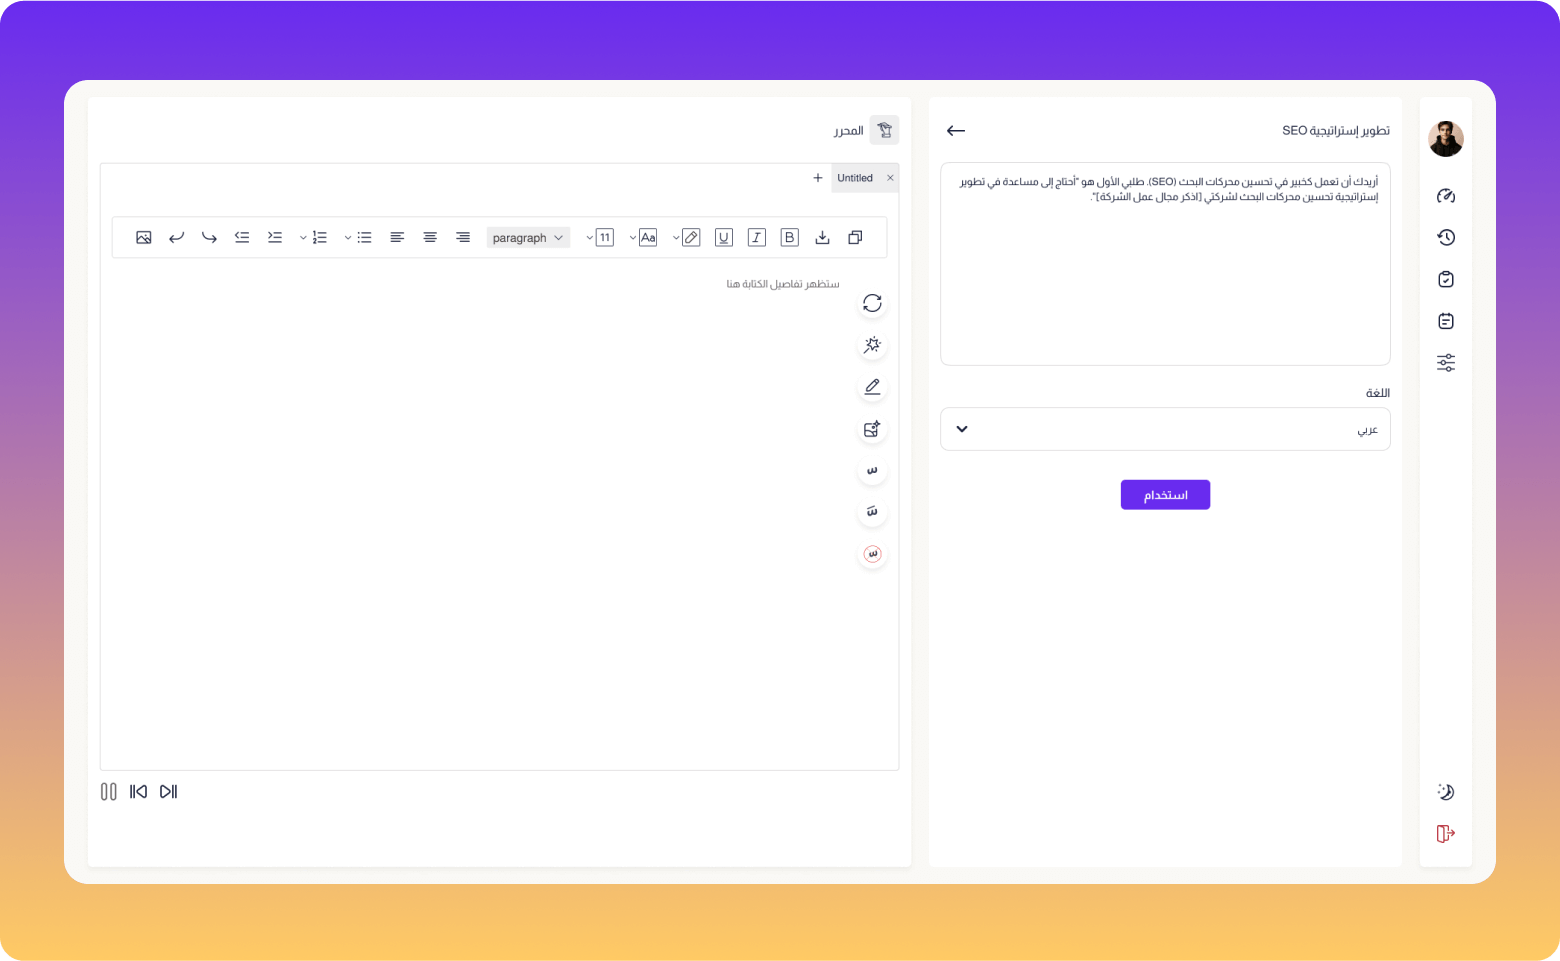 تطوير إستراتيجية SEO
أريدك أن تعمل كخبير في تحسين محركات البحث (SEO). طلبي الأول هو "أحتاج إلى مساعدة في تطوير
إستراتيجية تحسين محركات البحث لشركتي [اذكر مجال عمل الشركة]".
اللغة
عربي
استخدام
المحرر
Untitled
B
I
U
Aa
11
paragraph
ستظهر تفاصيل الكتابة هنا